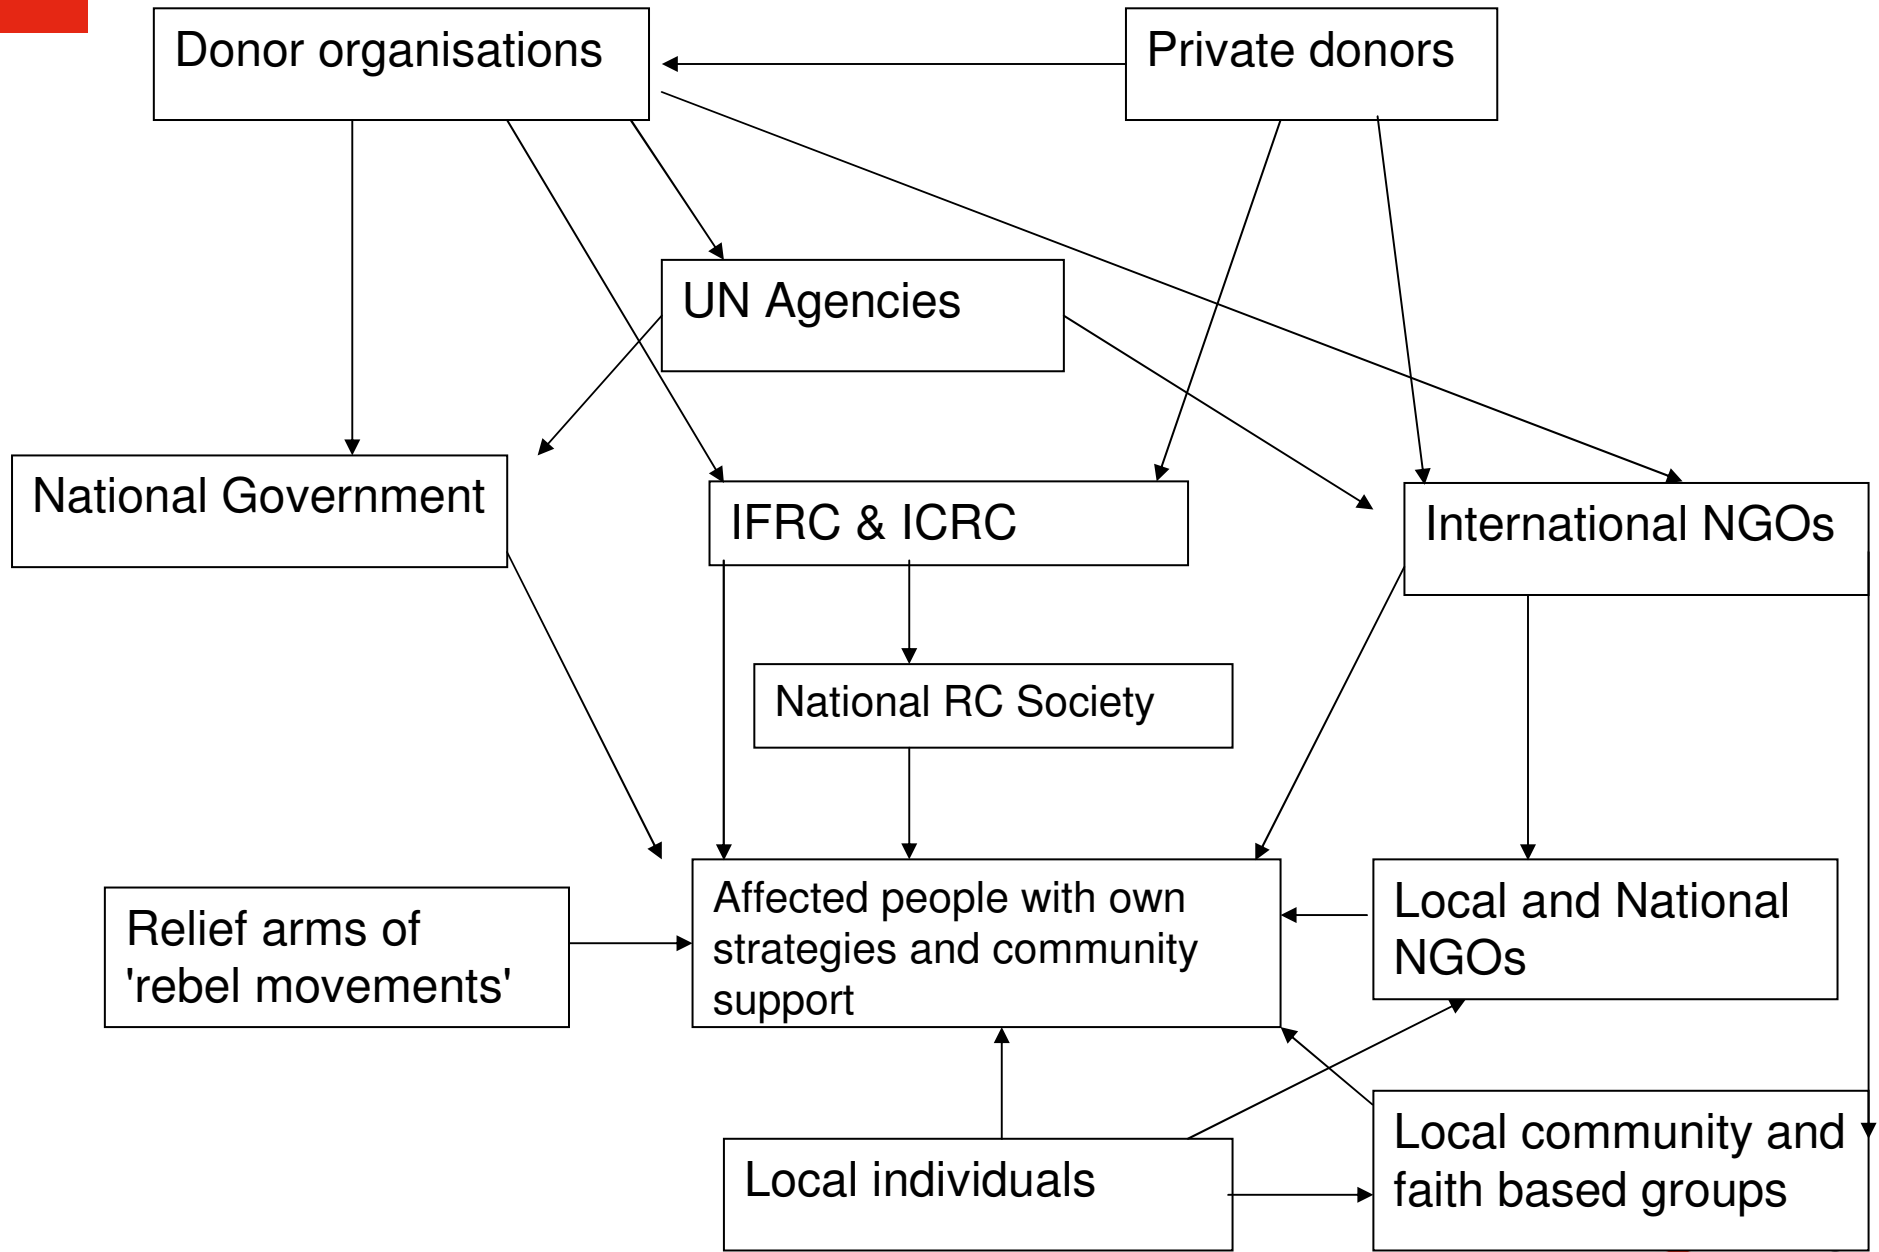 Donor organisations
Private donors
UN Agencies
National Government
IFRC & ICRC
International NGOs
National RC Society
Relief arms of
'rebel movements'
Affected people with own
strategies and community
support
Local and National
NGOs
Local individuals
Local community and
faith based groups